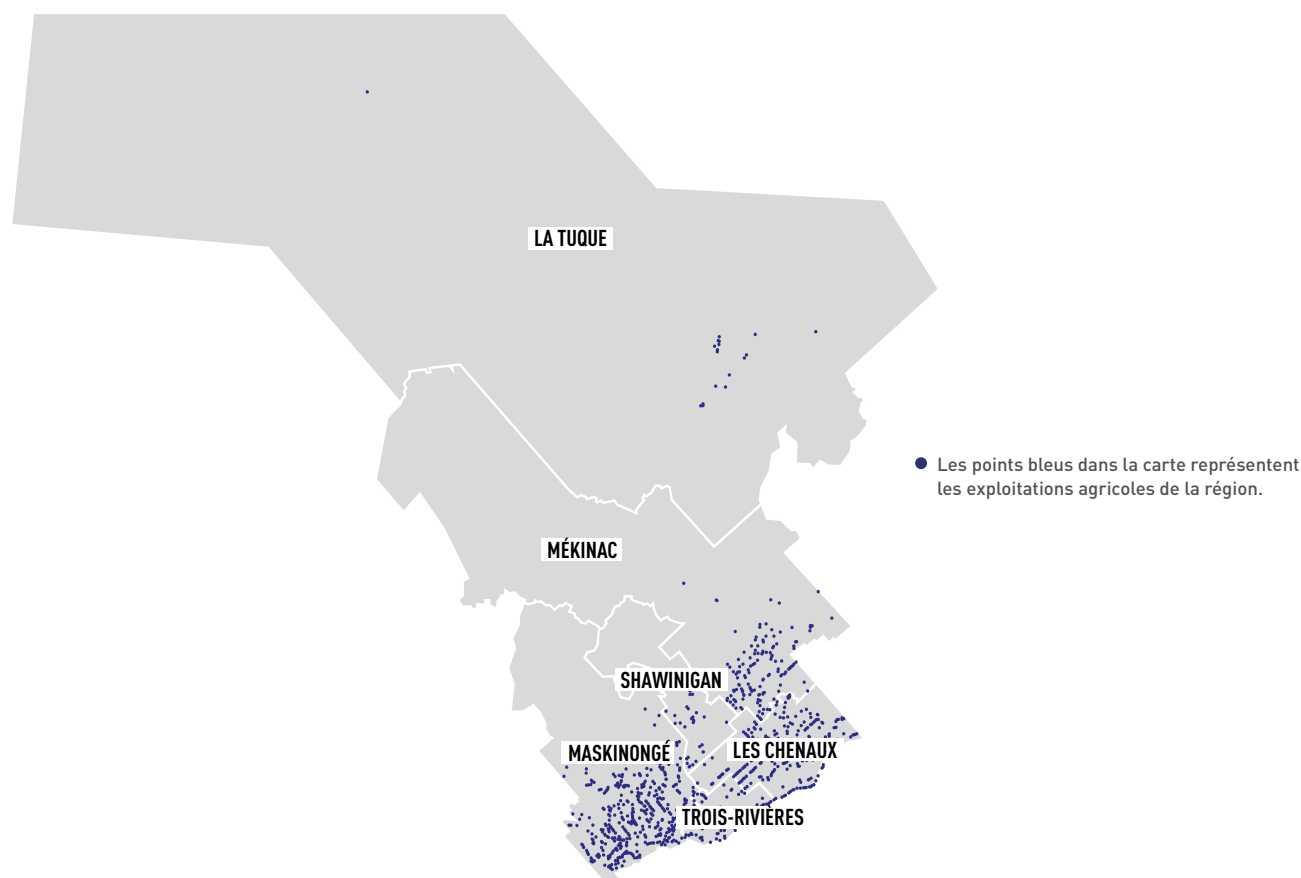 LA TUQUE
Les points bleus dans la carte représentent
les exploitations agricoles de la région.
MÉKINAC
SHAWINIGAN
MASKINONGÉ
LES CHENAUX
TROIS-RIVIÈRES